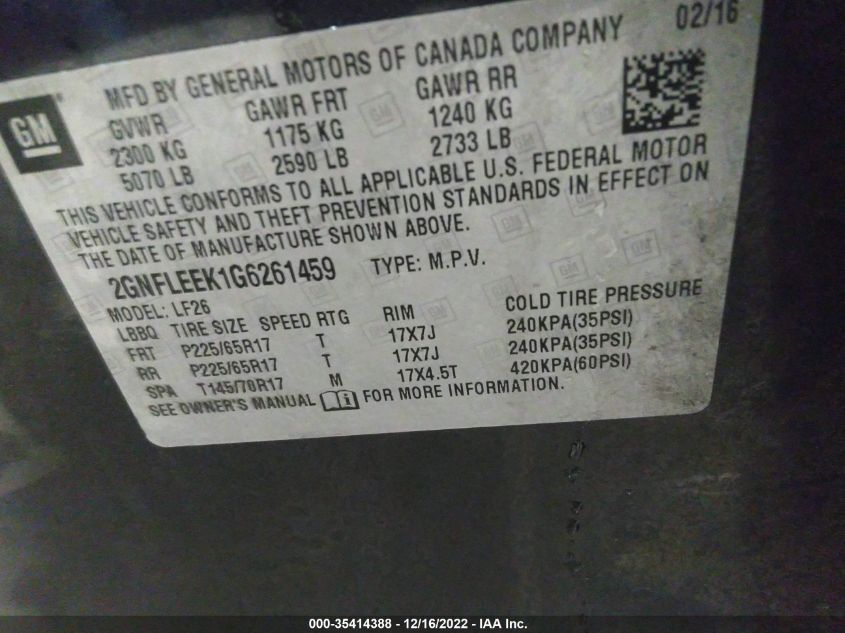 MFD BY GENERAL MOTORS OF CANADA COMPANY 02/16
GM
GVWR GAWR FRT GAWR RR
2300 KG 1175 KG 1240 KG
5070 LB 2590 LB 2733 LB
THIS VEHICLE CONFORMS TO ALL APPLICABLE U.S. FEDERAL MOTOR
VEHICLE SAFETY AND THEFT PREVENTION STANDARDS IN EFFECT ON
THE DATE OF MANUFACTURE SHOWN ABOVE.
2GNFLEEK1G6261459 TYPE: M.P.V.
MODEL: LF26
LBBQ TIRE SIZE SPEED RTG RIM COLD TIRE PRESSURE
FRT P225/65R17 T 17X7J 240KPA(35PSI)
RR P225/65R17 T 17X7J 240KPA(35PSI)
SPA T145/70R17 M 17X4.5T 420KPA(60PSI)
SEE OWNER'S MANUAL FOR MORE INFORMATION.
000-35414388 - 12/16/2022 - IAA Inc.